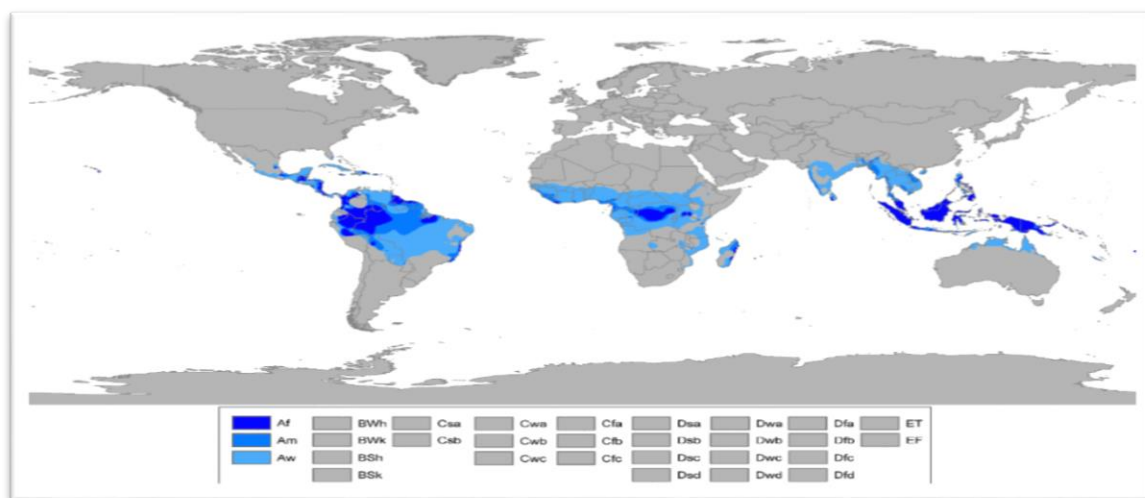 Af BWh Csa Cwa Cfa Dsa Dwa Dfa ET
Am BWk Csb Cwb Cfb Dsb Dwb Dfb EF
Aw BSh Cwc Cfc Dsc Dwc Dfc
BSk Dsd Dwd Dfd